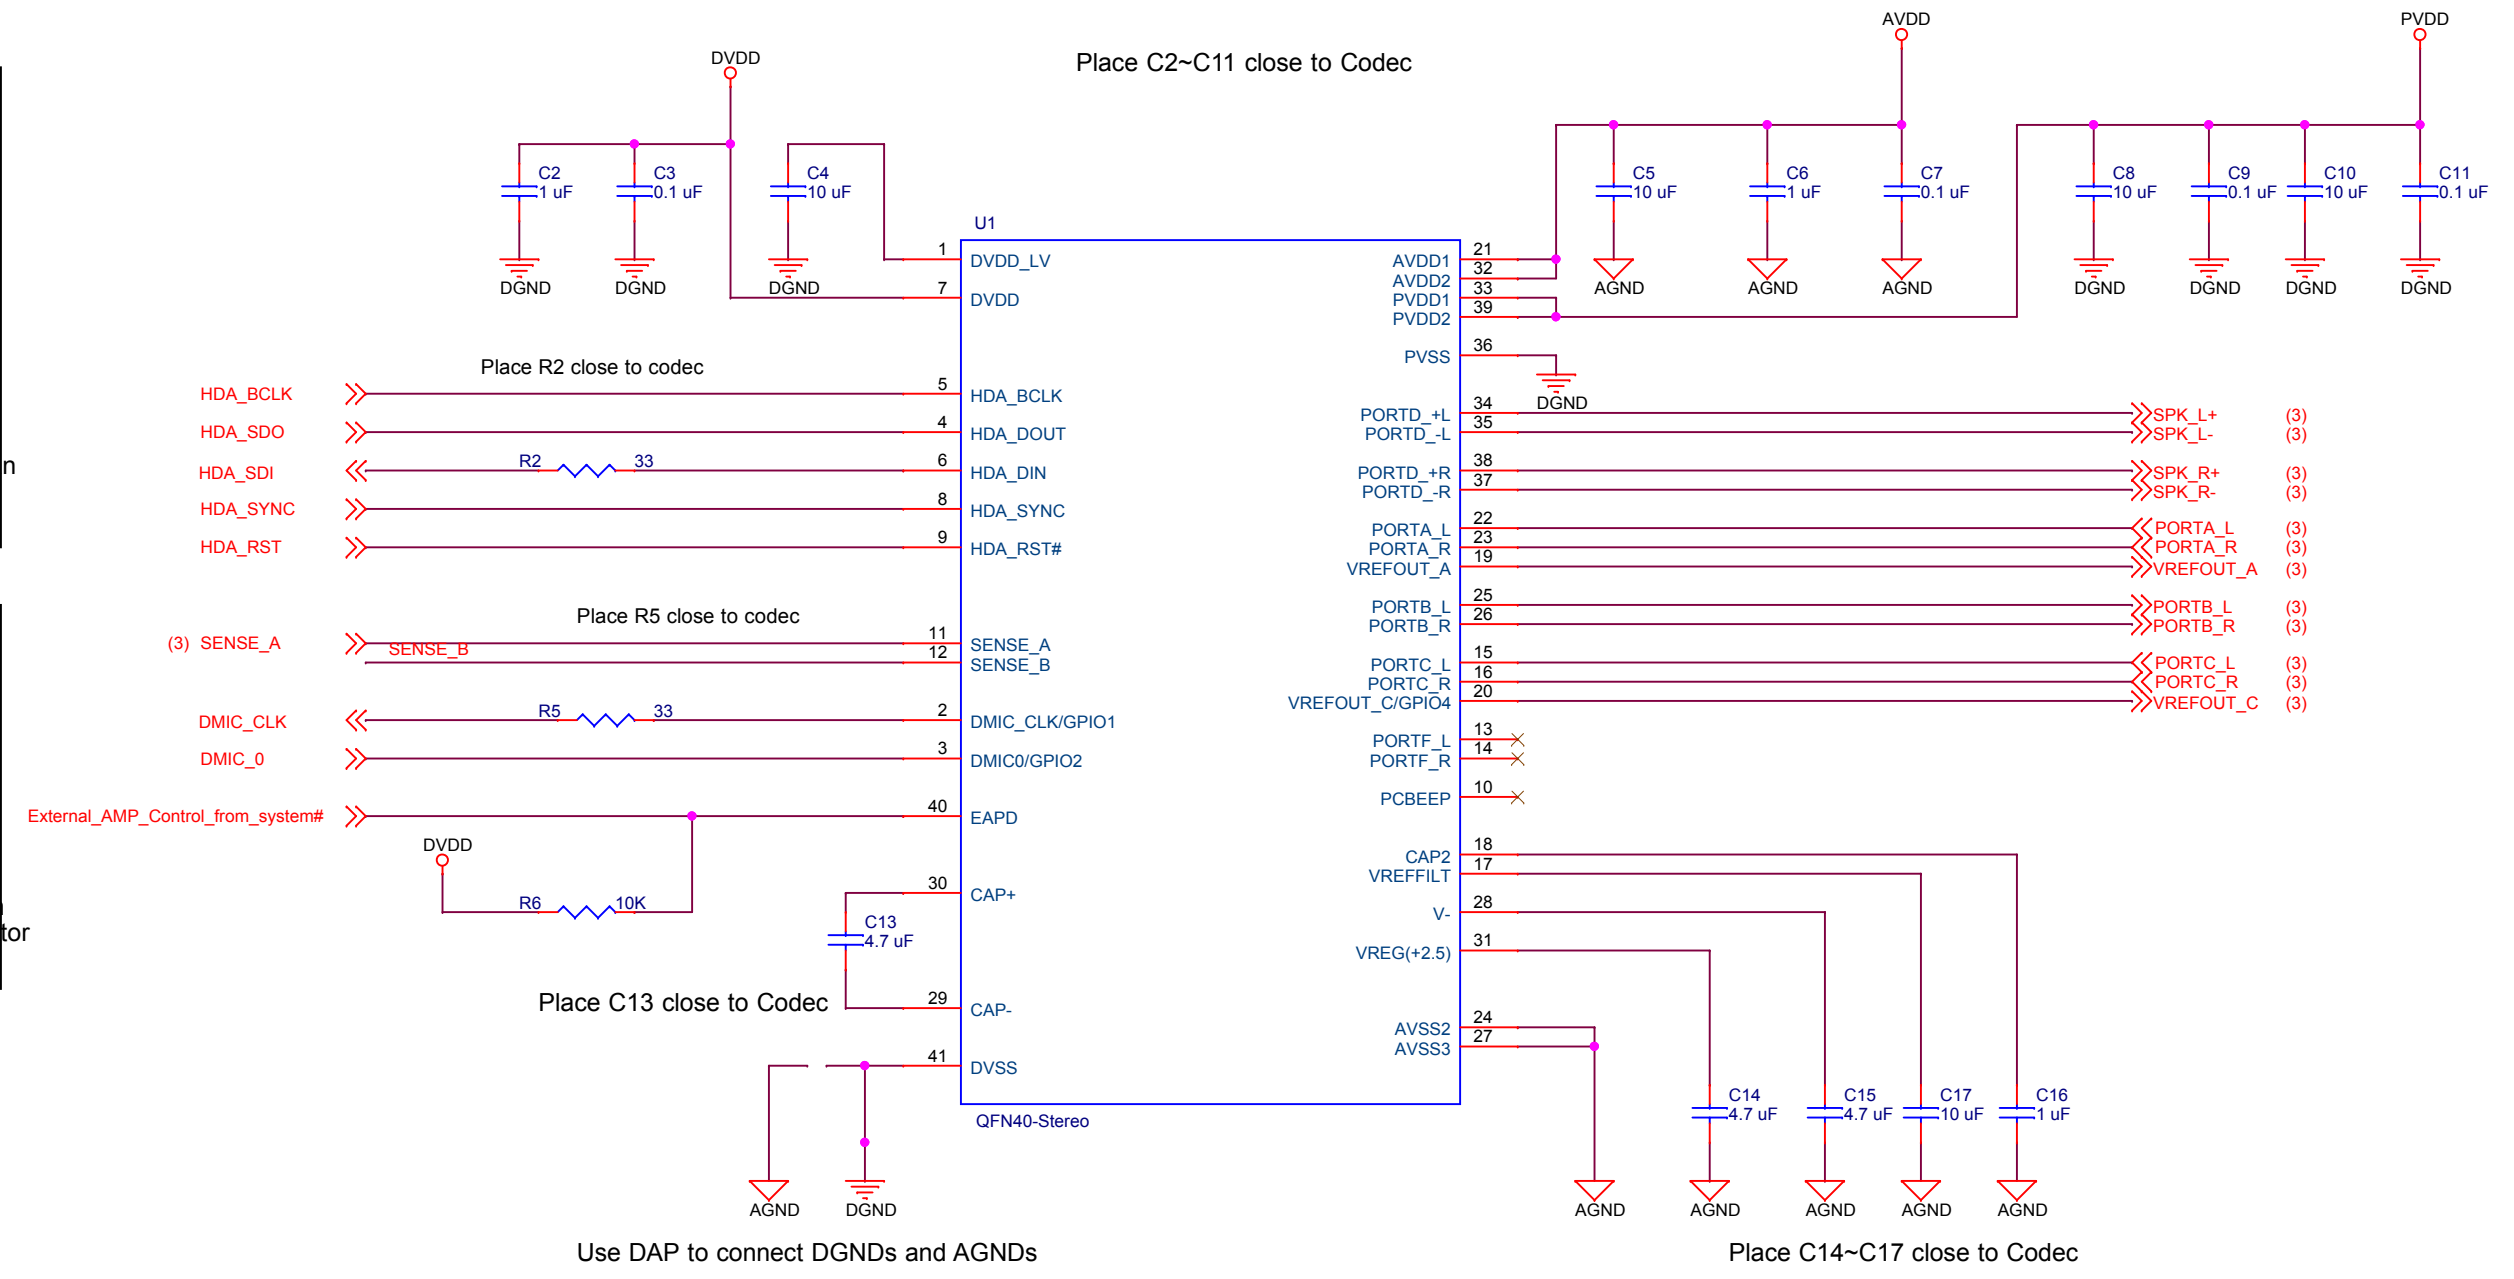 AVDD
PVDD
DVDD
Place C2~C11 close to Codec
C2
1 uF
C3
0.1 uF
C4
10 uF
C5
10 uF
C6
1 uF
C7
0.1 uF
C8
10 uF
C9
0.1 uF
C10
10 uF
C11
0.1 uF
DGND
DGND
DGND
AGND
AGND
AGND
DGND
DGND
DGND
DGND
U1
1
DVDD_LV
7
DVDD
21
AVDD1
32
AVDD2
33
PVDD1
39
PVDD2
36
PVSS
DGND
Place R2 close to codec
HDA_BCLK
5
HDA_BCLK
HDA_SDO
4
HDA_DOUT
HDA_SDI
R2
33
6
HDA_DIN
HDA_SYNC
8
HDA_SYNC
HDA_RST
9
HDA_RST#
n
PORTD_+L
34
SPK_L+ (3)
PORTD_-L
35
SPK_L- (3)
PORTD_+R
38
SPK_R+ (3)
PORTD_-R
37
SPK_R- (3)
PORTA_L
22
PORTA_L (3)
PORTA_R
23
PORTA_R (3)
VREFOUT_A
19
VREFOUT_A (3)
PORTB_L
25
PORTB_L (3)
PORTB_R
26
PORTB_R (3)
PORTC_L
15
PORTC_L (3)
PORTC_R
16
PORTC_R (3)
VREFOUT_C/GPIO4
20
VREFOUT_C (3)
PORTF_L
13
PORTF_R
14
PCBEEP
10
Place R5 close to codec
(3) SENSE_A
11
SENSE_A
SENSE_B
12
SENSE_B
DMIC_CLK
R5
33
2
DMIC_CLK/GPIO1
DMIC_0
3
DMIC0/GPIO2
External_AMP_Control_from_system#
40
EAPD
DVDD
R6
10K
tor
30
CAP+
C13
4.7 uF
Place C13 close to Codec
29
CAP-
41
DVSS
CAP2
18
VREFFILT
17
V-
28
VREG(+2.5)
31
AVSS2
24
AVSS3
27
QFN40-Stereo
C14
4.7 uF
C15
4.7 uF
C17
10 uF
C16
1 uF
AGND
DGND
AGND
AGND
AGND
AGND
AGND
Use DAP to connect DGNDs and AGNDs
Place C14~C17 close to Codec